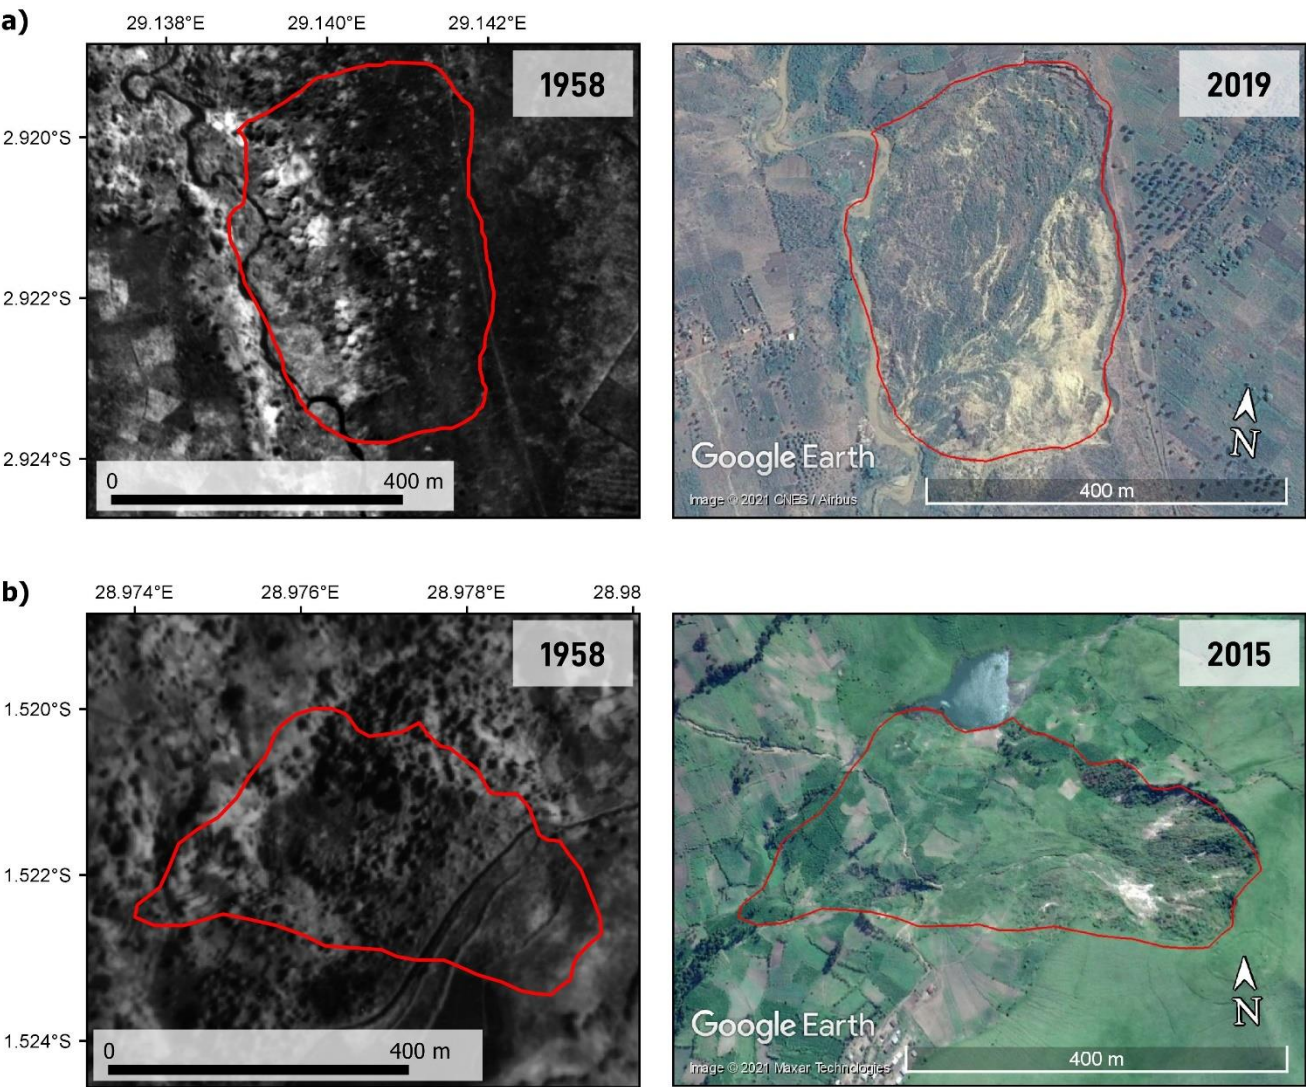 a)
29.138°E 29.140°E 29.142°E
1958
2019
2.920°S
2.922°S
2.924°S
0 400 m
Google Earth
Image © 2021 CNES / Airbus
400 m
N
b)
28.974°E 28.976°E 28.978°E 28.98
1958
2015
1.520°S
1.522°S
1.524°S
0 400 m
Google Earth
Image © 2021 Maxar Technologies
400 m
N